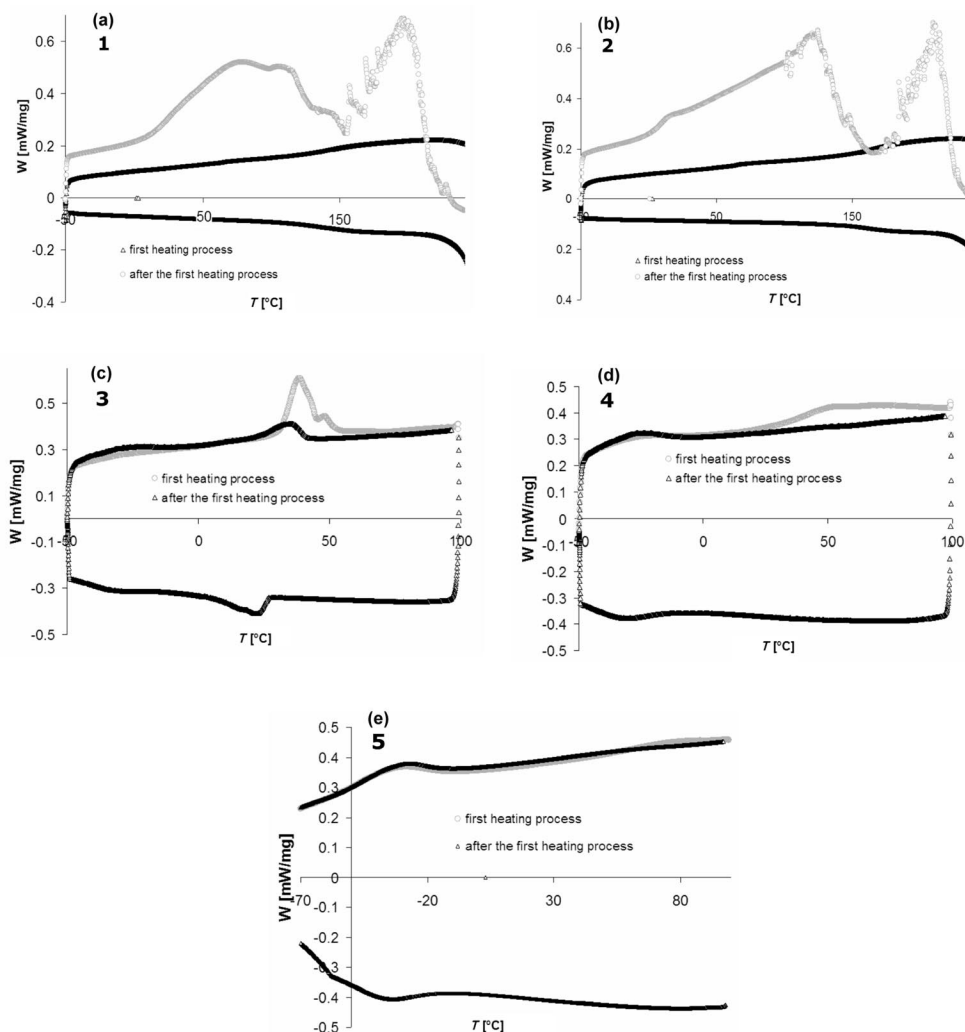 (a)
1
0.6
0.4
0.2
0
-0.2
-0.4
W [mW/mg]
-50
50
150
first heating process
after the first heating process
T [°C]
(b)
2
0.6
0.4
0.2
0
0.2
0.4
W [mW/mg]
-50
50
150
first heating process
after the first heating process
T [°C]
(c)
3
0.5
0.3
0.1
-0.1
-0.3
-0.5
W [mW/mg]
-50
0
50
100
first heating process
after the first heating process
T [°C]
(d)
4
0.5
0.4
0.3
0.2
0.1
0
-0.1
-0.2
-0.3
-0.4
-0.5
W [mW/mg]
-50
0
50
100
first heating process
after the first heating process
T [°C]
(e)
5
0.5
0.4
0.3
0.2
0.1
0
-0.1
-0.2
-0.3
-0.4
-0.5
W [mW/mg]
-70
-20
30
80
first heating process
after the first heating process
T [°C]